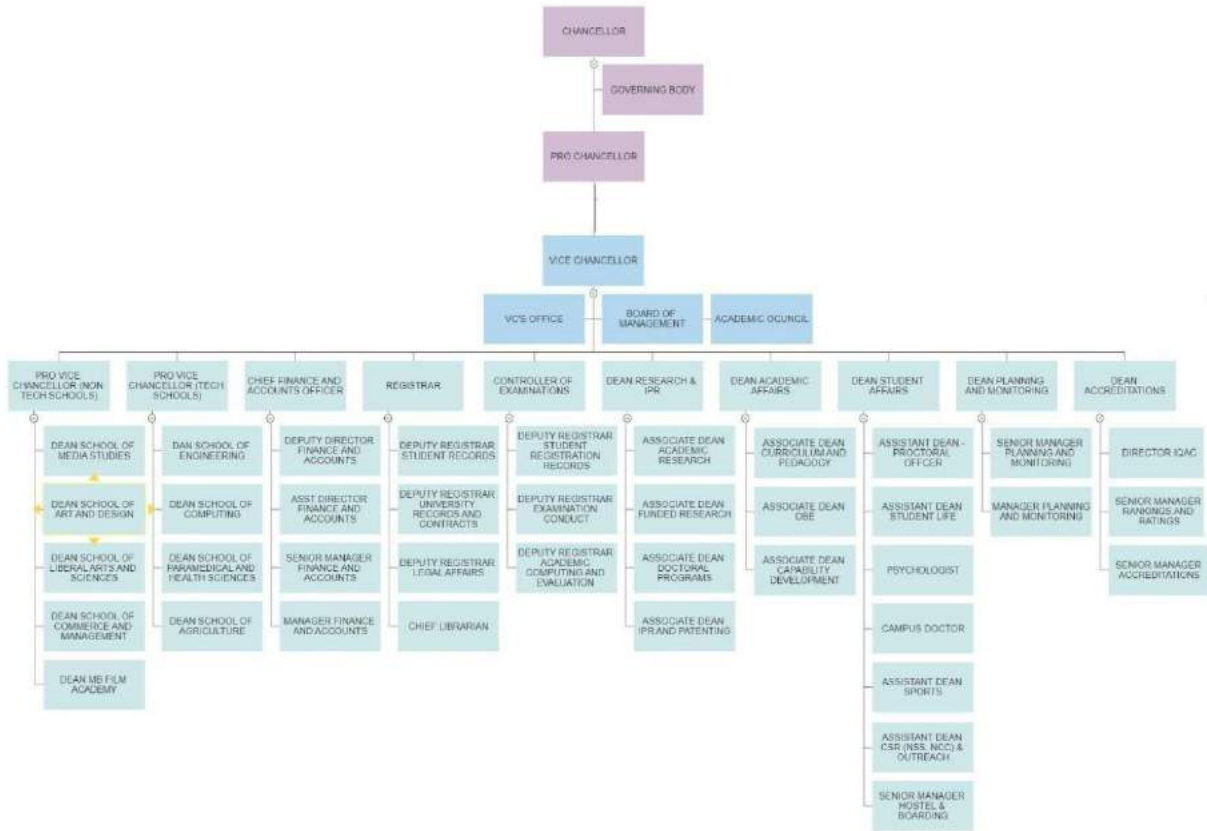 CHANCELLOR
GOVERNING BODY
PRO CHANCELLOR
VICE CHANCELLOR
VC'S OFFICE
BOARD OF
MANAGEMENT
ACADEMIC OCUNCIL
PRO VICE
CHANCELLOR (NON
TECH SCHOOLS)
PRO VICE
CHANCELLOR (TECH
SCHOOLS)
CHIEF FINANCE AND
ACCOUNTS OFFICER
REGISTRAR
CONTROLLER OF
EXAMINATIONS
DEAN RESEARCH &
IPR
DEAN ACADEMIC
AFFAIRS
DEAN STUDENT
AFFAIRS
DEAN PLANNING
AND MONITORING
DEAN
ACCREDITATIONS
DEAN SCHOOL OF
MEDIA STUDIES
DEAN SCHOOL OF
ART AND DESIGN
DEAN SCHOOL OF
LIBERAL ARTS AND
SCIENCES
DEAN SCHOOL OF
COMMERCE AND
MANAGEMENT
DEAN MB FILM
ACADEMY
DAN SCHOOL OF
ENGINEERING
DEAN SCHOOL OF
COMPUTING
DEAN SCHOOL OF
PARAMEDICAL AND
HEALTH SCIENCES
DEAN SCHOOL OF
AGRICULTURE
DEPUTY DIRECTOR
FINANCE AND
ACCOUNTS
ASST DIRECTOR
FINANCE AND
ACCOUNTS
SENIOR MANAGER
FINANCE AND
ACCOUNTS
MANAGER FINANCE
AND ACCOUNTS
DEPUTY REGISTRAR
STUDENT RECORDS
DEPUTY REGISTRAR
UNIVERSITY
RECORDS AND
CONTRACTS
DEPUTY REGISTRAR
LEGAL AFFAIRS
CHIEF LIBRARIAN
DEPUTY REGISTRAR
STUDENT
REGISTRATION
RECORDS
DEPUTY REGISTRAR
EXAMINATION
CONDUCT
DEPUTY REGISTRAR
ACADEMIC
COMPUTING AND
EVALUATION
ASSOCIATE DEAN
ACADEMIC
RESEARCH
ASSOCIATE DEAN
FUNDED RESEARCH
ASSOCIATE DEAN
DOCTORAL
PROGRAMS
ASSOCIATE DEAN
IPR AND PATENTING
ASSOCIATE DEAN
CURRICULUM AND
PEDAGOGY
ASSOCIATE DEAN
OBE
ASSOCIATE DEAN
CAPABILITY
DEVELOPMENT
ASSISTANT DEAN -
PROCTORAL
OFFCER
ASSISTANT DEAN
STUDENT LIFE
PSYCHOLOGIST
CAMPUS DOCTOR
ASSISTANT DEAN
SPORTS
ASSISTANT DEAN
CSR (NSS, NCC) &
OUTREACH
SENIOR MANAGER
HOSTEL &
BOARDING
SENIOR MANAGER
PLANNING AND
MONITORING
MANAGER PLANNING
AND MONITORING
DIRECTOR IQAC
SENIOR MANAGER
RANKINGS AND
RATINGS
SENIOR MANAGER
ACCREDITATIONS